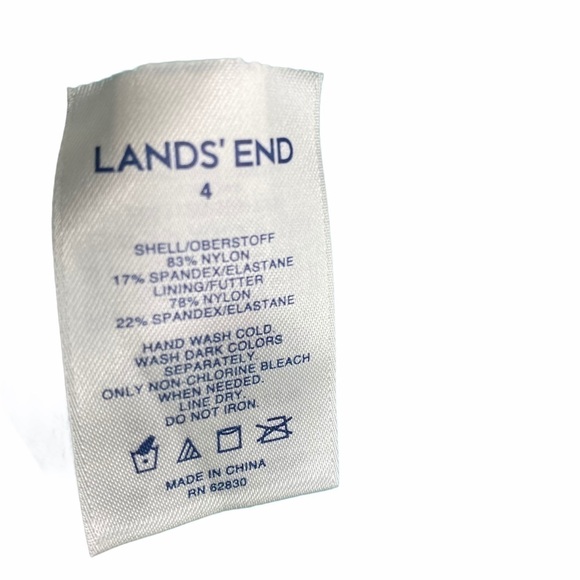 LANDS' END
4
SHELL/OBERSTOFF
83% NYLON
17% SPANDEX/ELASTANE
LINING/FUTTER
78% NYLON
22% SPANDEX/ELASTANE
HAND WASH COLD.
WASH DARK COLORS
SEPARATELY.
ONLY NON-CHLORINE BLEACH
WHEN NEEDED.
LINE DRY.
DO NOT IRON.
MADE IN CHINA
RN 62830